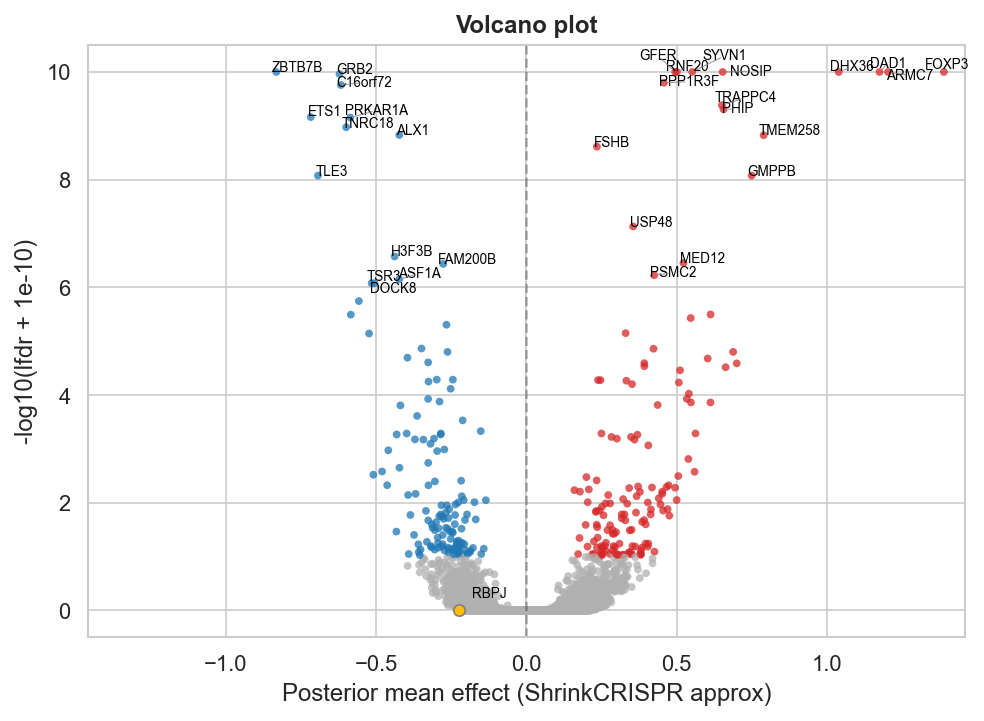 Volcano plot
GFER
SYVN1
ZBTB7B
GRB2
RNF20
NOSIP
DHX36
DAD1
FOXP3
C16orf72
PPP1R3F
ARMC7
ETS1
PRKAR1A
TRAPPC4
TNRC18
PHIP
ALX1
TMEM258
FSHB
TLE3
GMPPB
USP48
H3F3B
FAM200B
MED12
TSR3
ASF1A
PSMC2
DOCK8
RBPJ
10
8
6
4
2
0
-log10(lfdr + 1e-10)
−1.0 −0.5 0.0 0.5 1.0
Posterior mean effect (ShrinkCRISPR approx)